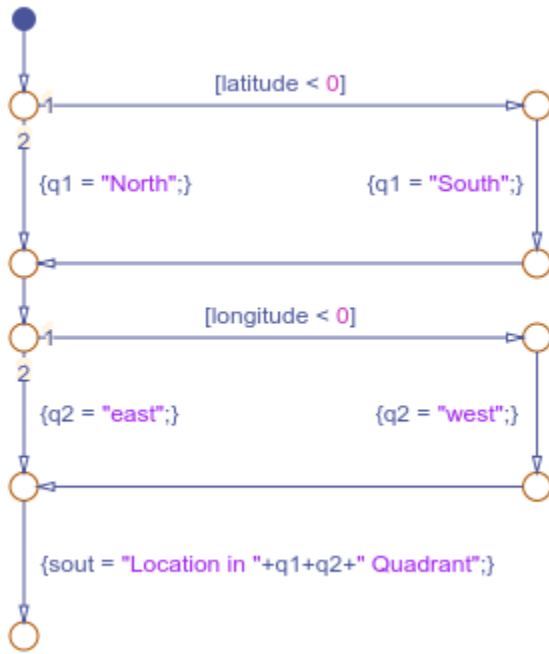 [latitude < 0]
1
2
{q1 = "North";}
{q1 = "South";}
[longitude < 0]
1
2
{q2 = "east";}
{q2 = "west";}
{sout = "Location in "+q1+q2+" Quadrant";}